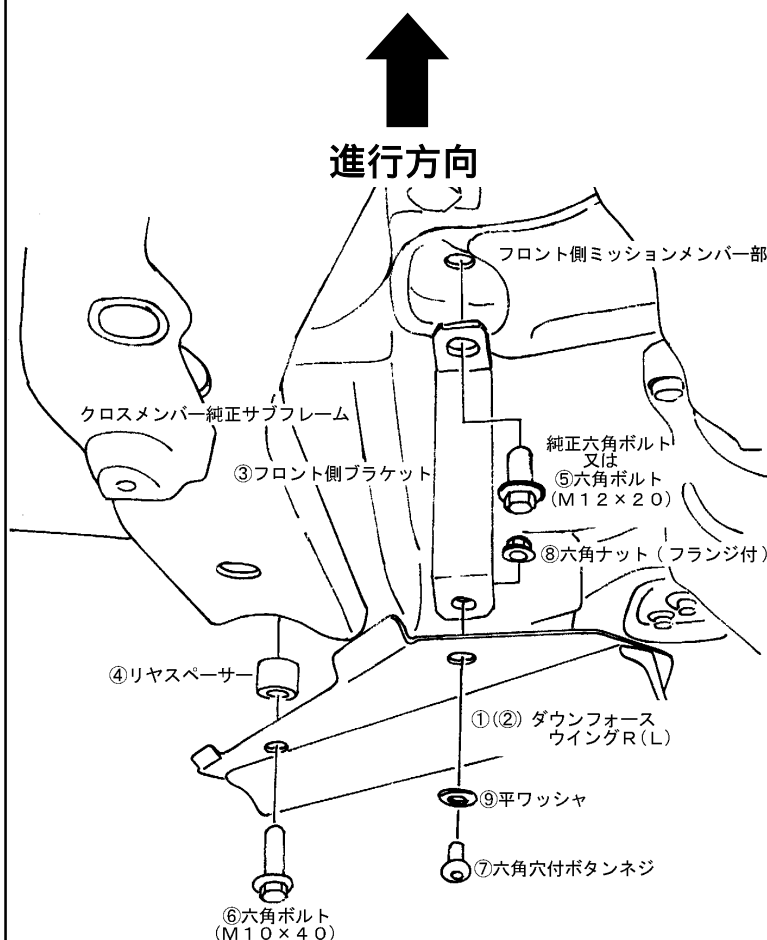 進行方向
フロント側ミッションメンバー部
クロスメンバー純正サブフレーム
純正六角ボルト
又は
⑤六角ボルト
(M12×20)
③フロント側ブラケット
⑧六角ナット(フランジ付)
④リヤスペーサー
①(②) ダウンフォース
ウイングR(L)
⑨平ワッシャ
⑦六角穴付ボタンネジ
⑥六角ボルト
(M10×40)